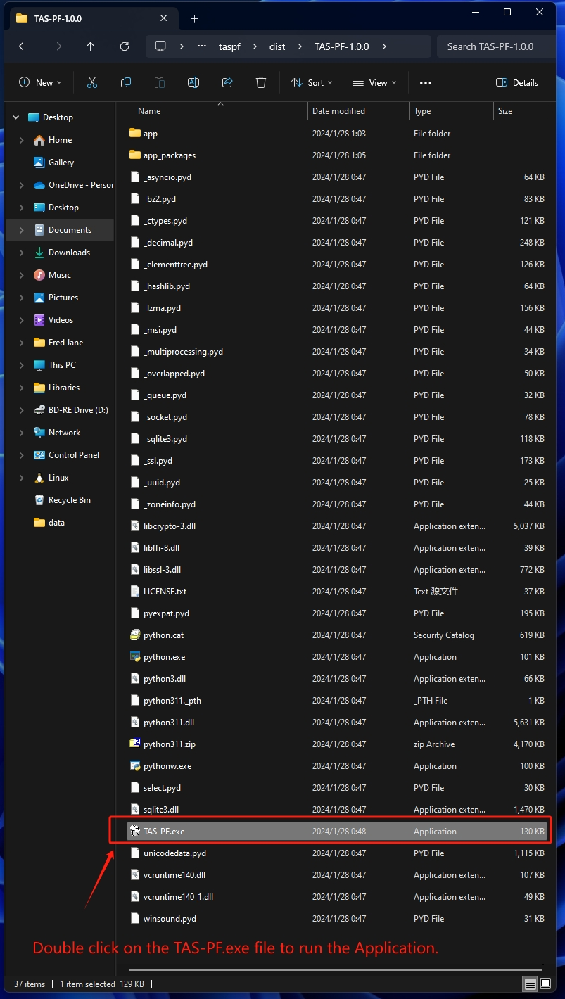 TAS-PF-1.0.0
taspf > dist > TAS-PF-1.0.0 >
Search TAS-PF-1.0.0
New Sort View Details
Name Date modified Type Size
Desktop
Home
Gallery
OneDrive - Person
Desktop
Documents
Downloads
Music
Pictures
Videos
Fred Jane
This PC
Libraries
BD-RE Drive (D:)
Network
Control Panel
Linux
Recycle Bin
data
app 2024/1/28 1:03 File folder
app_packages 2024/1/28 1:05 File folder
_asyncio.pyd 2024/1/28 0:47 PYD File 64 KB
_bz2.pyd 2024/1/28 0:47 PYD File 83 KB
_ctypes.pyd 2024/1/28 0:47 PYD File 121 KB
_decimal.pyd 2024/1/28 0:47 PYD File 248 KB
_elementtree.pyd 2024/1/28 0:47 PYD File 126 KB
_hashlib.pyd 2024/1/28 0:47 PYD File 64 KB
_lzma.pyd 2024/1/28 0:47 PYD File 156 KB
_msi.pyd 2024/1/28 0:47 PYD File 44 KB
_multiprocessing.pyd 2024/1/28 0:47 PYD File 34 KB
_overlapped.pyd 2024/1/28 0:47 PYD File 50 KB
_queue.pyd 2024/1/28 0:47 PYD File 32 KB
_socket.pyd 2024/1/28 0:47 PYD File 78 KB
_sqlite3.pyd 2024/1/28 0:47 PYD File 118 KB
_ssl.pyd 2024/1/28 0:47 PYD File 173 KB
_uuid.pyd 2024/1/28 0:47 PYD File 25 KB
_zoneinfo.pyd 2024/1/28 0:47 PYD File 44 KB
libcrypto-3.dll 2024/1/28 0:47 Application exten... 5,037 KB
libffi-8.dll 2024/1/28 0:47 Application exten... 39 KB
libssl-3.dll 2024/1/28 0:47 Application exten... 772 KB
LICENSE.txt 2024/1/28 0:47 Text 源文件 37 KB
pyexpat.pyd 2024/1/28 0:47 PYD File 195 KB
python.cat 2024/1/28 0:47 Security Catalog 619 KB
python.exe 2024/1/28 0:47 Application 101 KB
python3.dll 2024/1/28 0:47 Application exten... 66 KB
python311._pth 2024/1/28 0:47 _PTH File 1 KB
python311.dll 2024/1/28 0:47 Application exten... 5,631 KB
python311.zip 2024/1/28 0:47 zip Archive 4,170 KB
pythonw.exe 2024/1/28 0:47 Application 100 KB
select.pyd 2024/1/28 0:47 PYD File 30 KB
sqlite3.dll 2024/1/28 0:47 Application exten... 1,470 KB
TAS-PF.exe 2024/1/28 0:48 Application 130 KB
unicodedata.pyd 2024/1/28 0:47 PYD File 1,115 KB
vcruntime140.dll 2024/1/28 0:47 Application exten... 107 KB
vcruntime140_1.dll 2024/1/28 0:47 Application exten... 49 KB
winsound.pyd 2024/1/28 0:47 PYD File 31 KB
Double click on the TAS-PF.exe file to run the Application.
37 items | 1 item selected 129 KB |